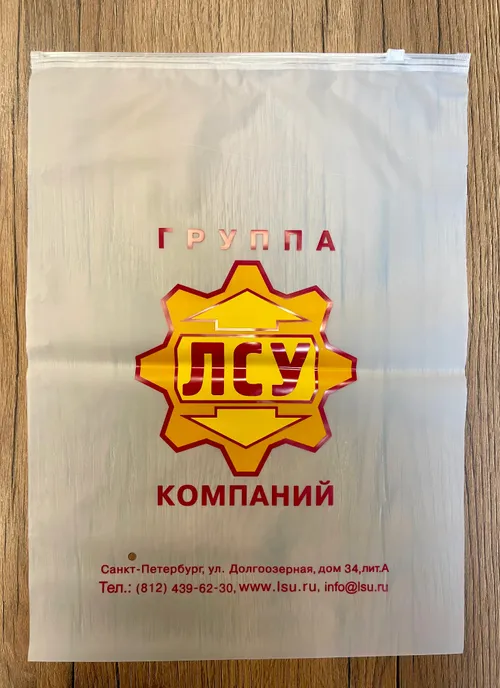 ГРУППА
ЛСУ
КОМПАНИЙ
Санкт-Петербург, ул. Долгоозерная, дом 34,лит.А
Тел.: (812) 439-62-30, www.lsu.ru, info@lsu.ru